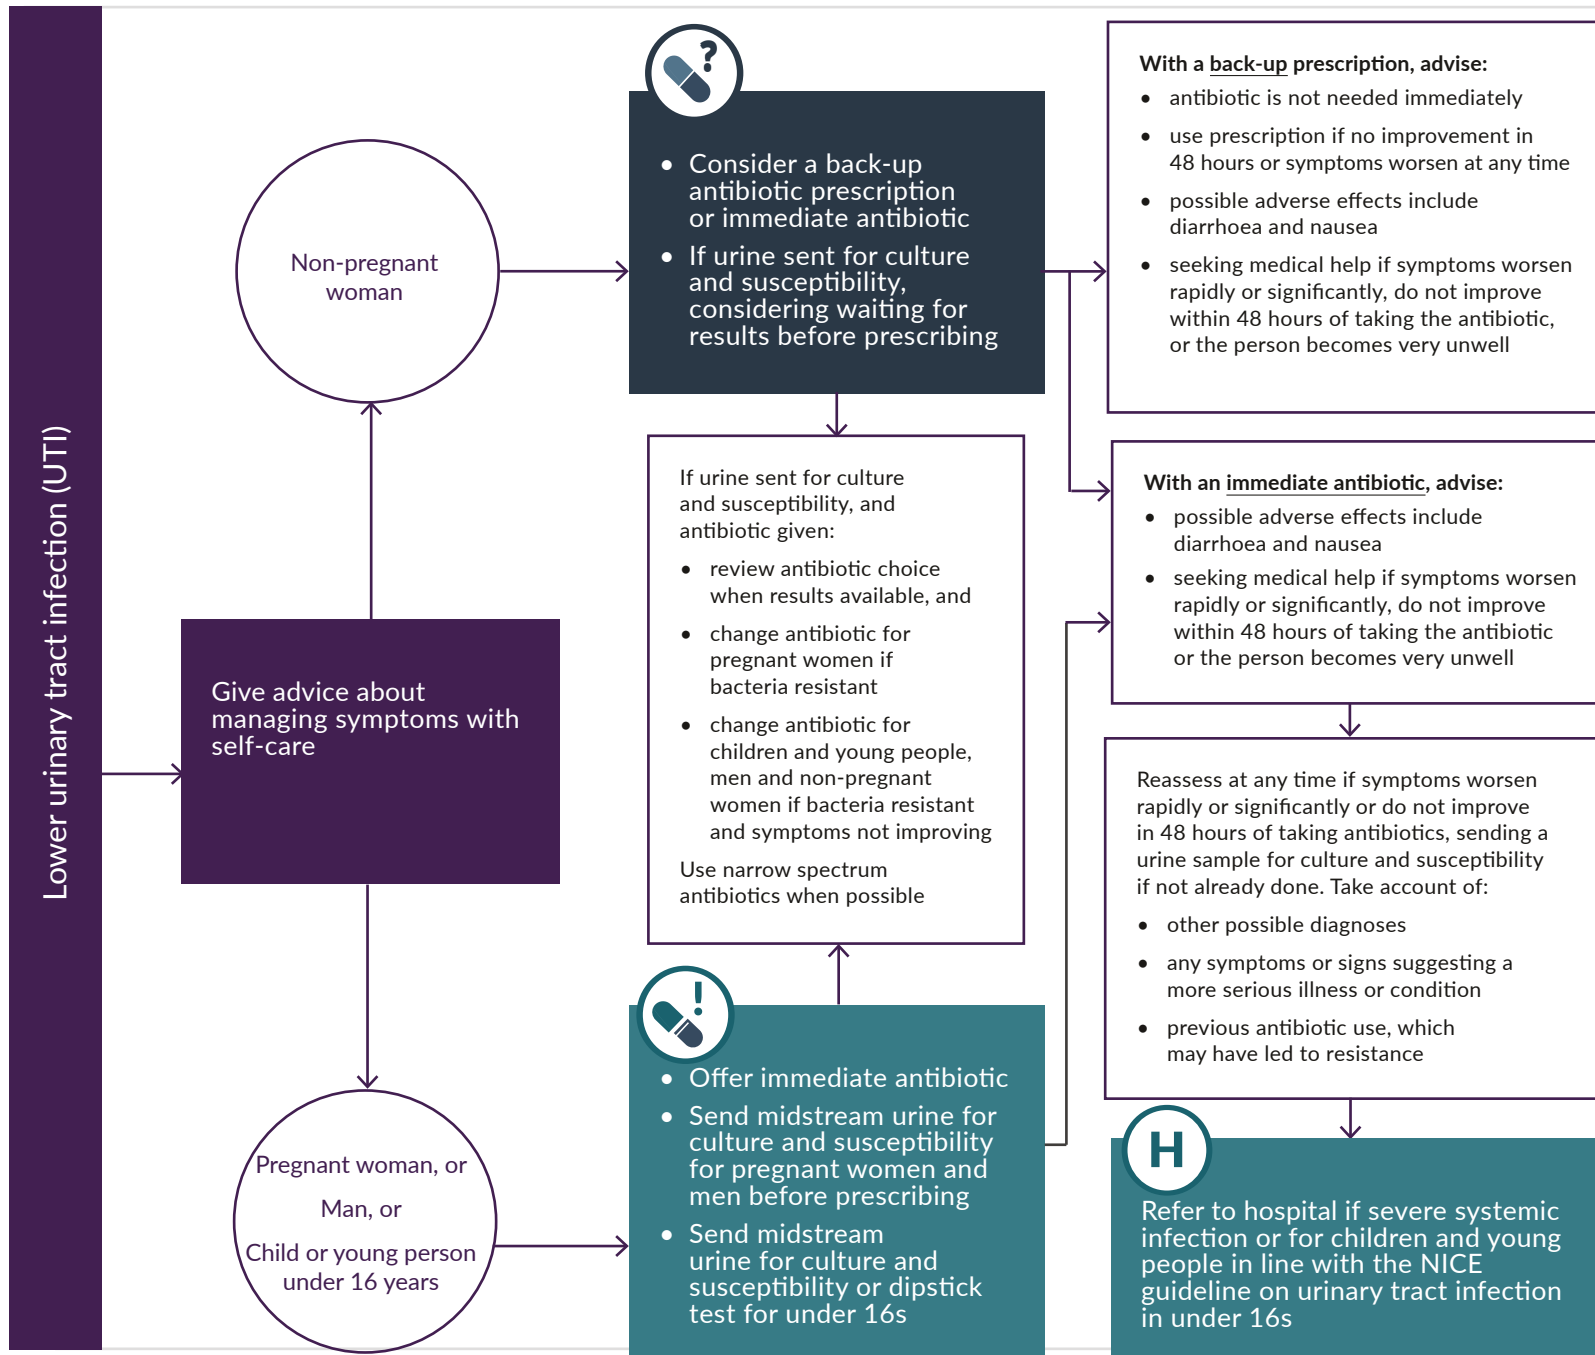 Lower urinary tract infection (UTI)
Give advice about
managing symptoms with
self-care
Non-pregnant
woman
Pregnant woman, or
Man, or
Child or young person
under 16 years
?
• Consider a back-up
antibiotic prescription
or immediate antibiotic
• If urine sent for culture
and susceptibility,
considering waiting for
results before prescribing
If urine sent for culture
and susceptibility, and
antibiotic given:
• review antibiotic choice
when results available, and
• change antibiotic for
pregnant women if
bacteria resistant
• change antibiotic for
children and young people,
men and non-pregnant
women if bacteria resistant
and symptoms not improving
Use narrow spectrum
antibiotics when possible
!
• Offer immediate antibiotic
• Send midstream urine for
culture and susceptibility
for pregnant women and
men before prescribing
• Send midstream
urine for culture and
susceptibility or dipstick
test for under 16s
With a back-up prescription, advise:
• antibiotic is not needed immediately
• use prescription if no improvement in
48 hours or symptoms worsen at any time
• possible adverse effects include
diarrhoea and nausea
• seeking medical help if symptoms worsen
rapidly or significantly, do not improve
within 48 hours of taking the antibiotic,
or the person becomes very unwell
With an immediate antibiotic, advise:
• possible adverse effects include
diarrhoea and nausea
• seeking medical help if symptoms worsen
rapidly or significantly, do not improve
within 48 hours of taking the antibiotic
or the person becomes very unwell
Reassess at any time if symptoms worsen
rapidly or significantly or do not improve
in 48 hours of taking antibiotics, sending a
urine sample for culture and susceptibility
if not already done. Take account of:
• other possible diagnoses
• any symptoms or signs suggesting a
more serious illness or condition
• previous antibiotic use, which
may have led to resistance
H
Refer to hospital if severe systemic
infection or for children and young
people in line with the NICE
guideline on urinary tract infection
in under 16s